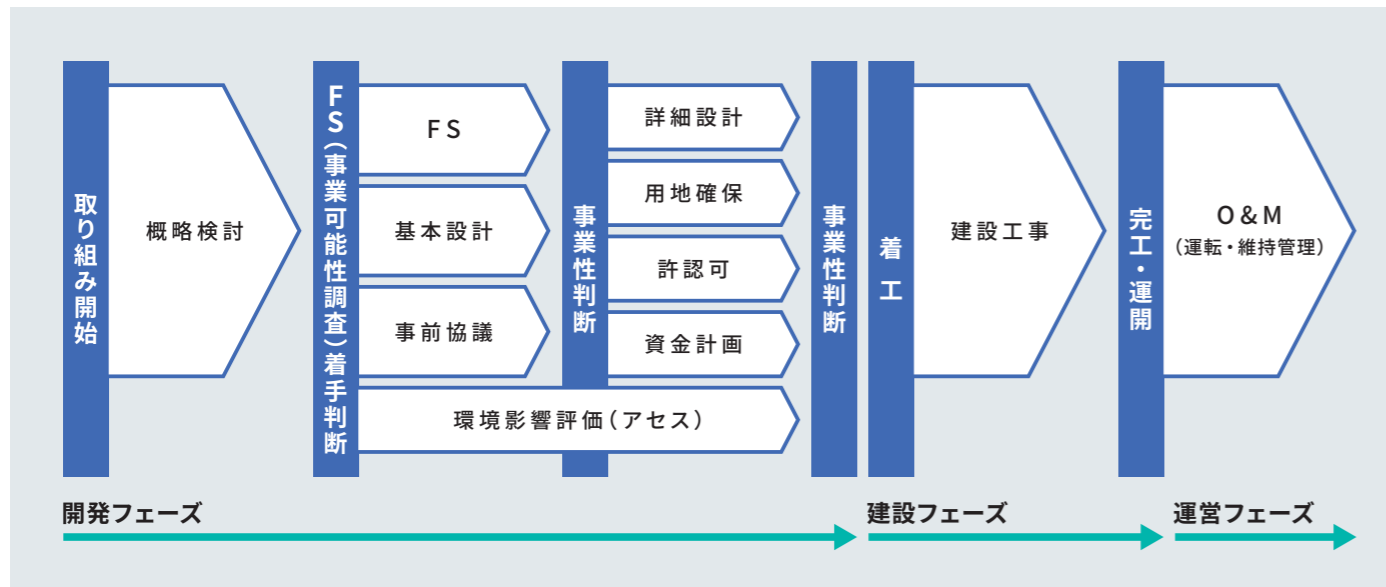 取り組み開始
概略検討
FS(事業可能性調査)着手判断
FS
基本設計
事前協議
環境影響評価(アセス)
事業性判断
詳細設計
用地確保
許認可
資金計画
事業性判断
着工
建設工事
完工・運開
O&M
(運転・維持管理)
開発フェーズ
建設フェーズ
運営フェーズ